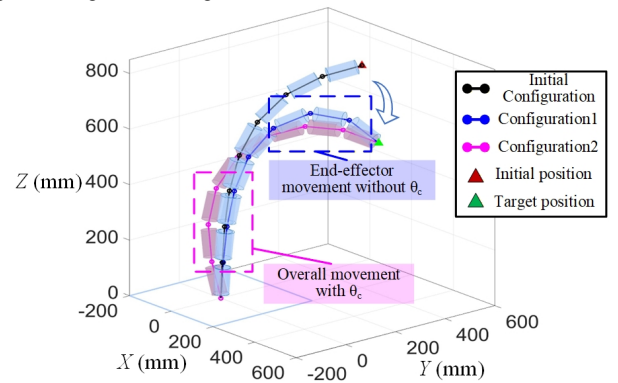 800
600
400
200
0
Z (mm)
-200
0
200
400
600
X (mm)
-200
0
200
400
600
Y (mm)
Initial
Configuration
Configuration1
Configuration2
Initial position
Target position
End-effector
movement without θc
Overall movement
with θc